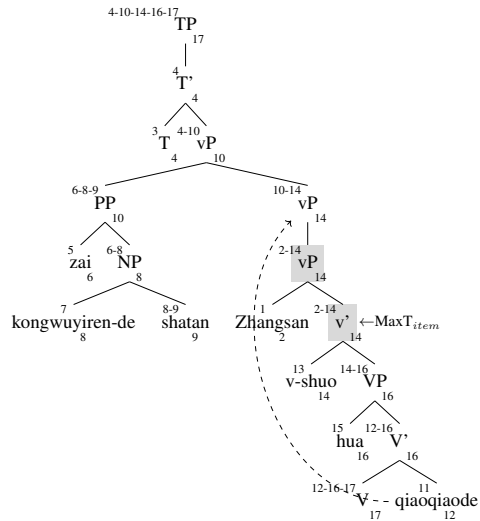 4-10-14-16-17 TP 17
4 T' 4
3 T 4 4-10 vP 10
6-8-9 PP 10 10-14 vP 14
5 zai 6 6-8 NP 8 2-14 vP 14
7 kongwuyiren-de 8 8-9 shatan 9 1 Zhangsan 2 2-14 v' 14 ←MaxT_item
13 v-shuo 14 14-16 VP 16
15 hua 16 12-16 V' 16
12-16-17 V 17 11 qiaoqiaode 12